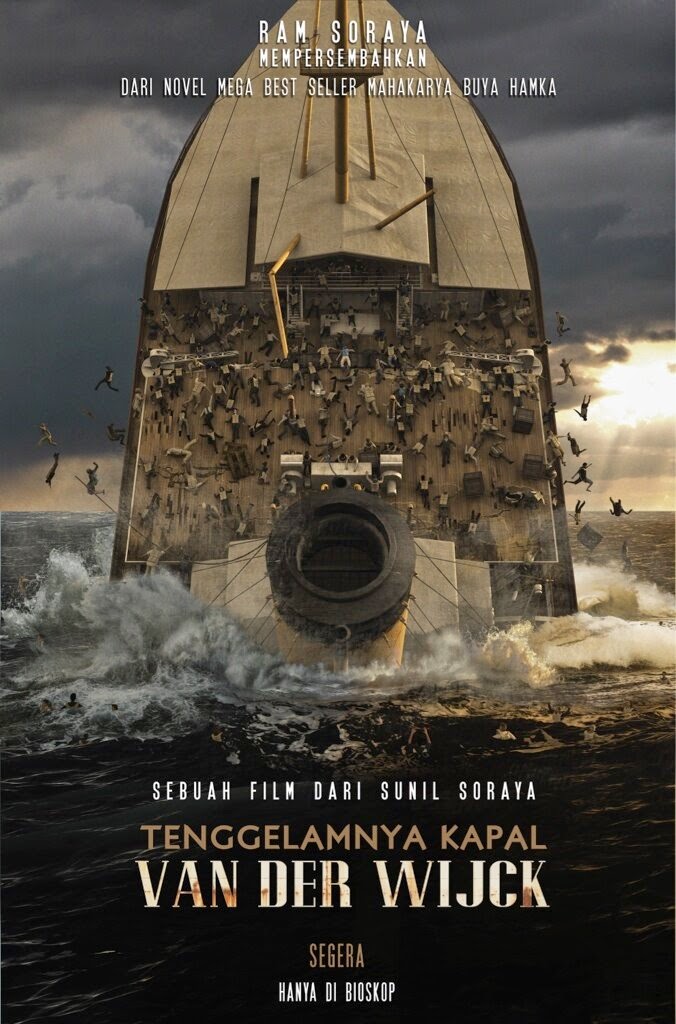 RAM SORAYA
MEMPERSEMBAHKAN
DARI NOVEL MEGA BEST SELLER MAHAKARYA BUYA HAMKA
SEBUAH FILM DARI SUNIL SORAYA
TENGGELAMNYA KAPAL
VAN DER WIJCK
SEGERA
HANYA DI BIOSKOP